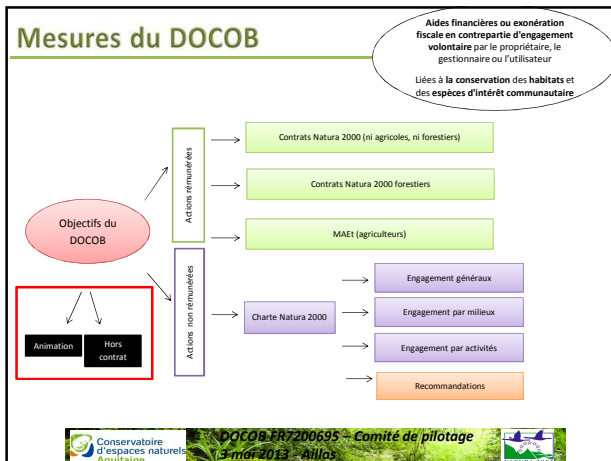 Mesures du DOCOB
Aides financières ou exonération
fiscale en contrepartie d'engagement
volontaire par le propriétaire, le
gestionnaire ou l'utilisateur
Liées à la conservation des habitats et
des espèces d'intérêt communautaire
Objectifs du
DOCOB
Actions rémunérées
Contrats Natura 2000 (ni agricoles, ni forestiers)
Contrats Natura 2000 forestiers
MAEt (agriculteurs)
Actions non rémunérées
Charte Natura 2000
Engagement généraux
Engagement par milieux
Engagement par activités
Recommandations
Animation
Hors
contrat
Conservatoire
d'espaces naturels
Aquitaine
DOCOB FR7200695 – Comité de pilotage
3 mai 2013 - Aillas